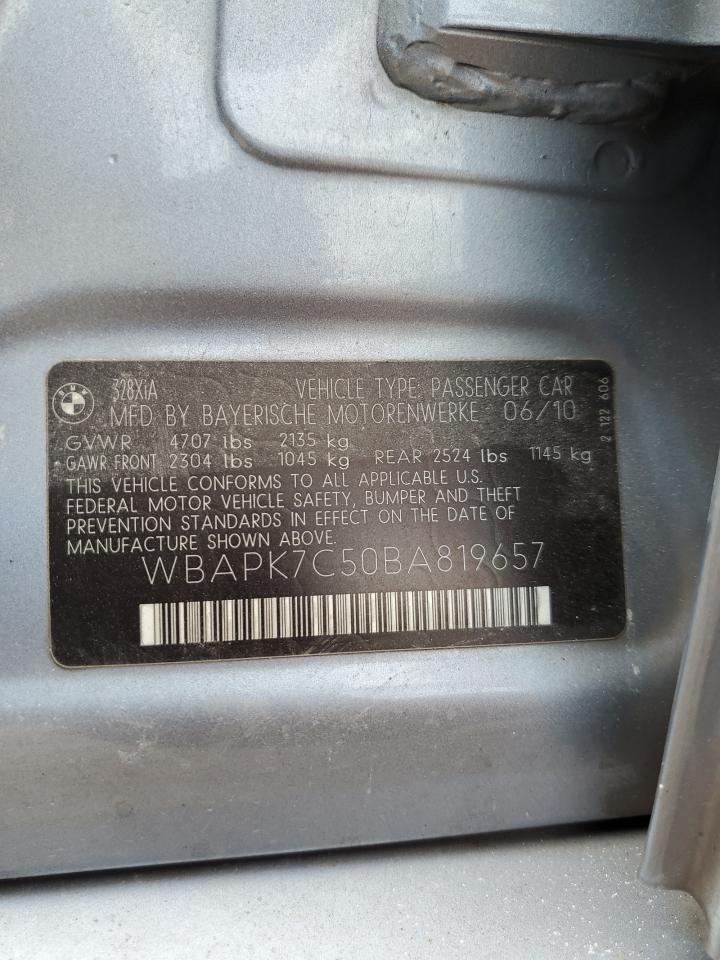 328XiA VEHICLE TYPE: PASSENGER CAR
MFD BY BAYERISCHE MOTORENWERKE 06/10
GVWR 4707 lbs 2135 kg
GAWR FRONT 2304 lbs 1045 kg REAR 2524 lbs 1145 kg
THIS VEHICLE CONFORMS TO ALL APPLICABLE U.S.
FEDERAL MOTOR VEHICLE SAFETY, BUMPER AND THEFT
PREVENTION STANDARDS IN EFFECT ON THE DATE OF
MANUFACTURE SHOWN ABOVE.
WBAPK7C50BA819657
2 122 606
BMW